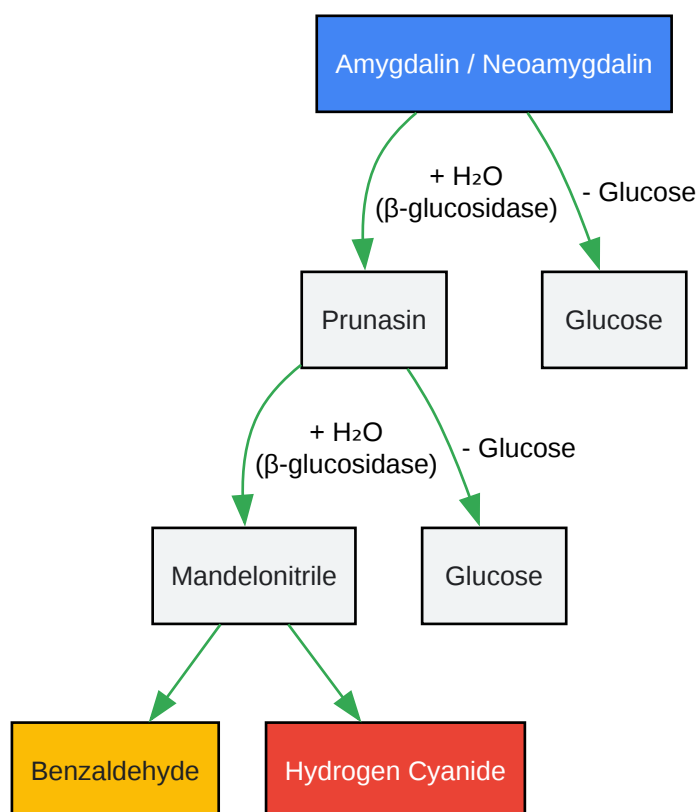 Amygdalin / Neoamygdalin
+ H₂O
(β-glucosidase)
- Glucose
Prunasin
Glucose
+ H₂O
(β-glucosidase)
- Glucose
Mandelonitrile
Glucose
Benzaldehyde
Hydrogen Cyanide